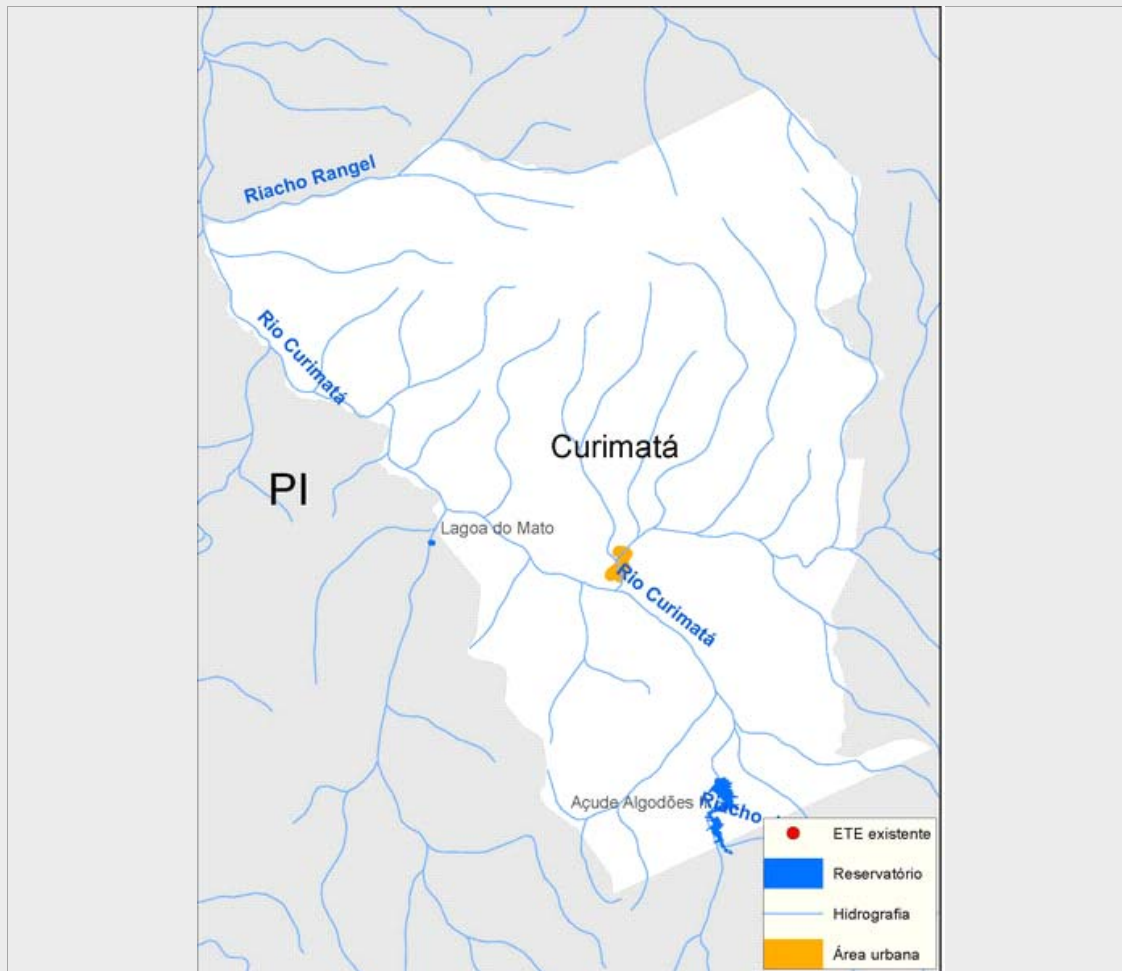 Riacho Rangel
Rio Curimatá
Curimatá
PI
Lagoa do Mato
Rio Curimatá
Açude Algodões
Riacho
ETE existente
Reservatório
Hidrografia
Área urbana